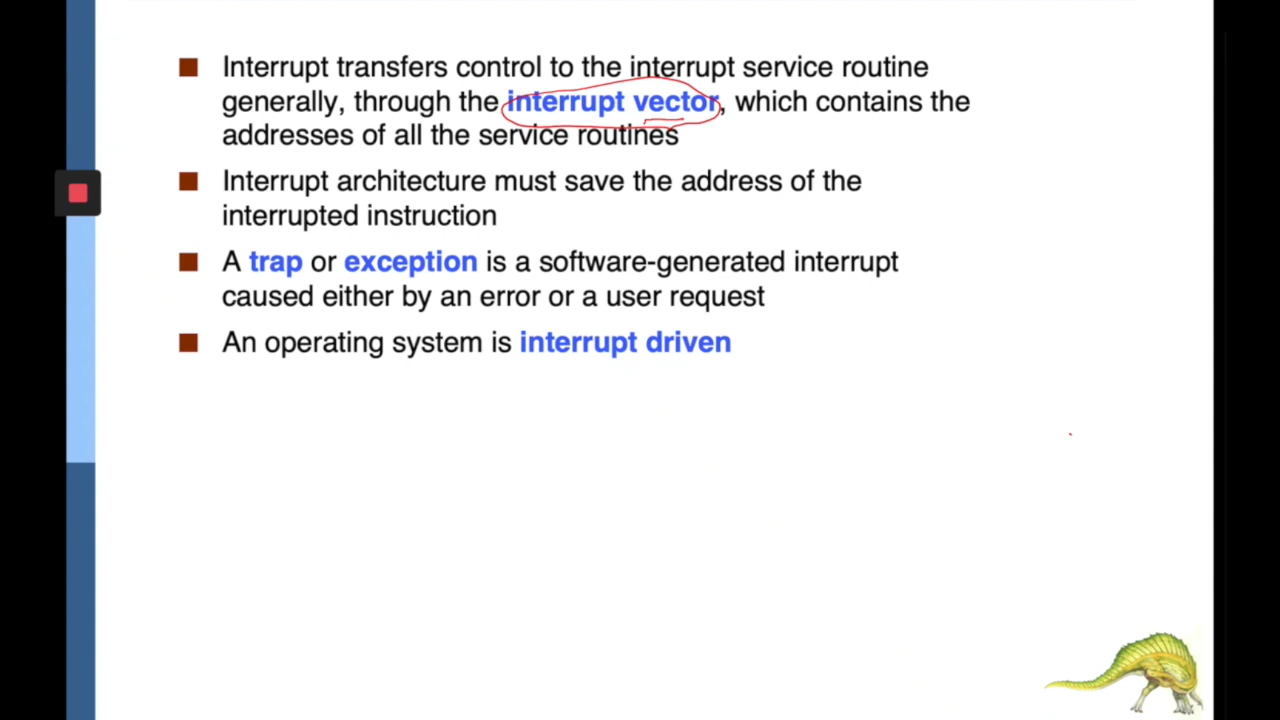 Interrupt transfers control to the interrupt service routine
generally, through the interrupt vector, which contains the
addresses of all the service routines
Interrupt architecture must save the address of the
interrupted instruction
A trap or exception is a software-generated interrupt
caused either by an error or a user request
An operating system is interrupt driven